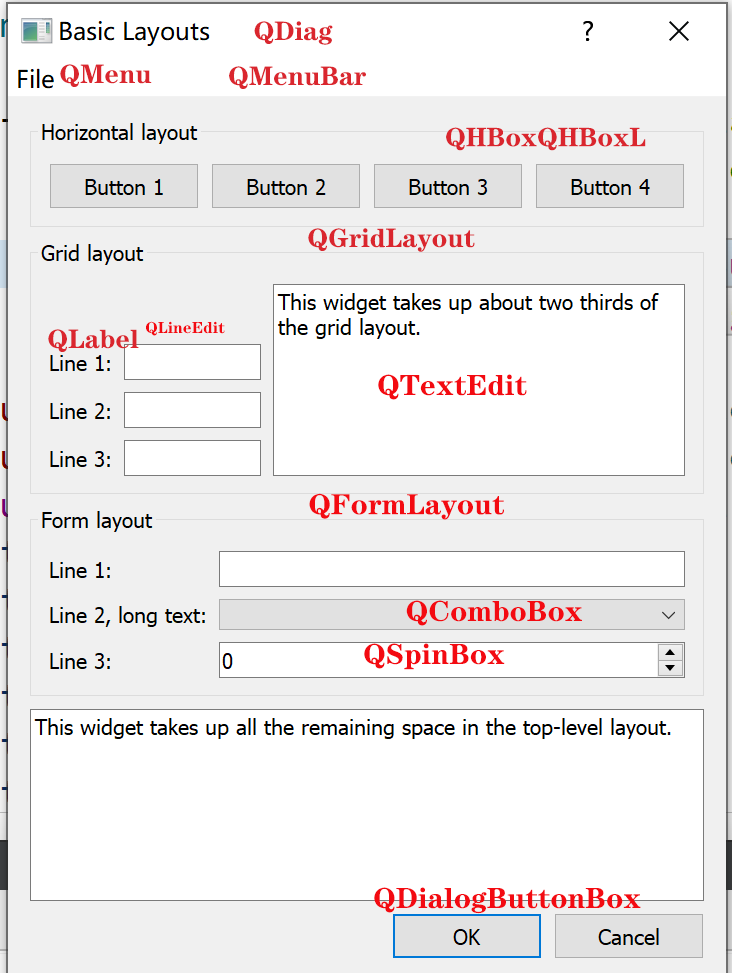 Basic Layouts QDiag ?
File QMenu QMenuBar
Horizontal layout QHBoxQHBoxL
Button 1 Button 2 Button 3 Button 4
QGridLayout
Grid layout
This widget takes up about two thirds of
the grid layout.
QLabel QLineEdit
Line 1:
QTextEdit
Line 2:
Line 3:
QFormLayout
Form layout
Line 1:
Line 2, long text: QComboBox
Line 3: 0 QSpinBox
This widget takes up all the remaining space in the top-level layout.
QDialogButtonBox
OK Cancel